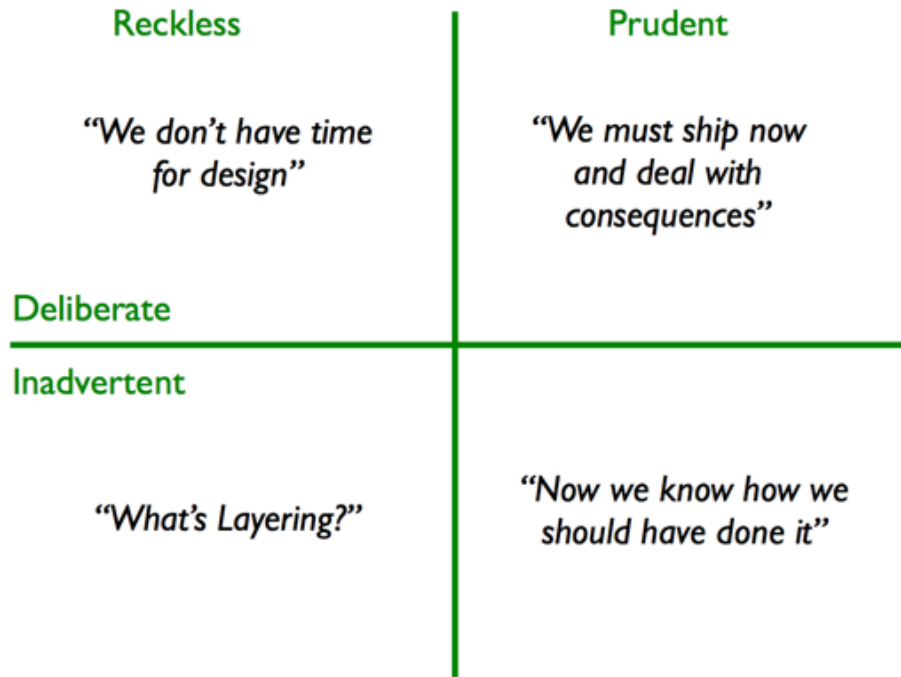 Reckless
Prudent
“We don’t have time
for design”
“We must ship now
and deal with
consequences”
Deliberate
Inadvertent
“What’s Layering?”
“Now we know how we
should have done it”